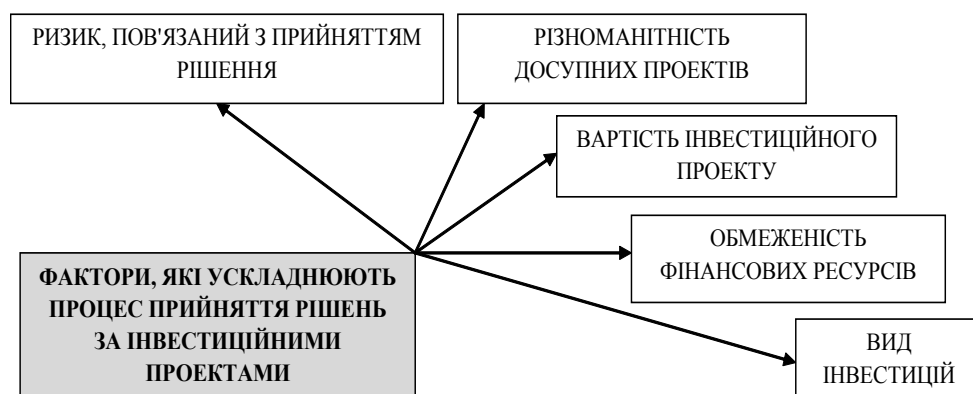 РИЗИК, ПОВ'ЯЗАНИЙ З ПРИЙНЯТТЯМ
РІШЕННЯ
РІЗНОМАНІТНІСТЬ
ДОСУПНИХ ПРОЕКТІВ
ВАРТІСТЬ ІНВЕСТИЦІЙНОГО
ПРОЕКТУ
ОБМЕЖЕНІСТЬ
ФІНАНСОВИХ РЕСУРСІВ
ФАКТОРИ, ЯКІ УСКЛАДНЮЮТЬ
ПРОЦЕС ПРИЙНЯТТЯ РІШЕНЬ
ЗА ІНВЕСТИЦІЙНИМИ
ПРОЕКТАМИ
ВИД
ІНВЕСТИЦІЙ